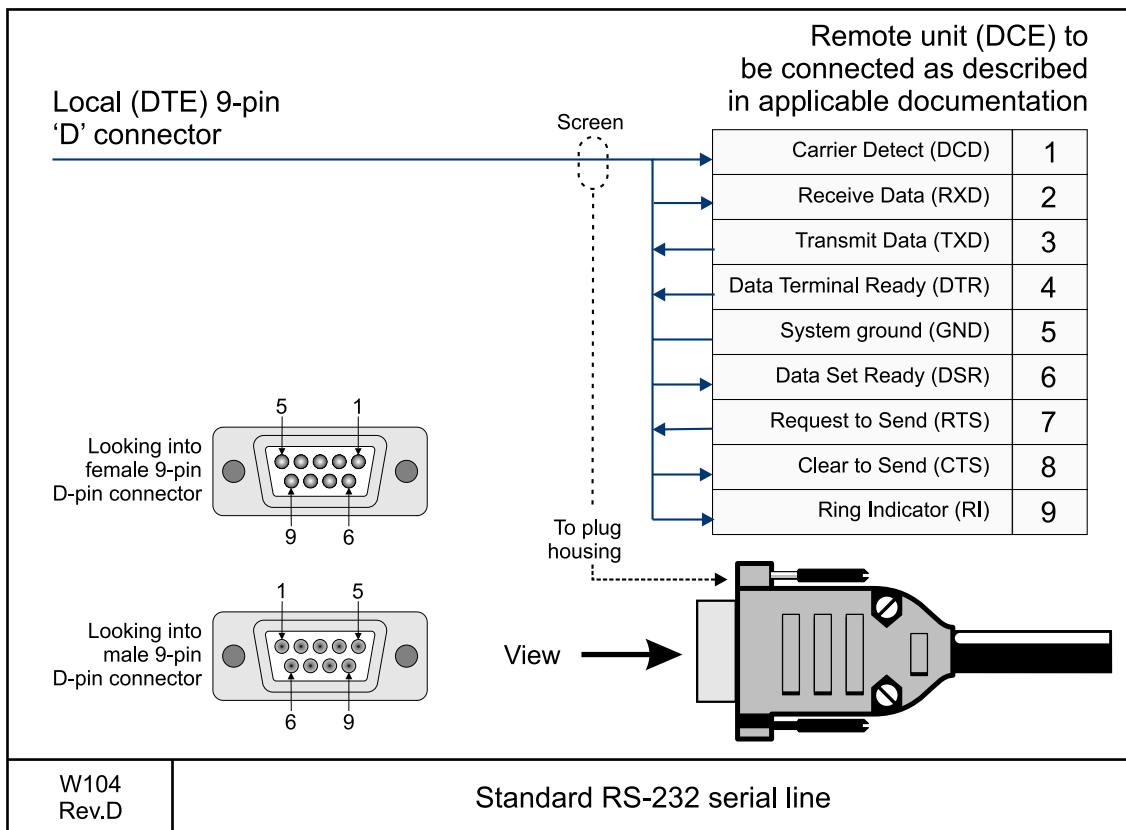 Remote unit (DCE) to
be connected as described
in applicable documentation
Local (DTE) 9-pin
‘D’ connector
Screen
Carrier Detect (DCD) 1
Receive Data (RXD) 2
Transmit Data (TXD) 3
Data Terminal Ready (DTR) 4
System ground (GND) 5
Data Set Ready (DSR) 6
Request to Send (RTS) 7
Clear to Send (CTS) 8
Ring Indicator (RI) 9
5 1
Looking into
female 9-pin
D-pin connector
9 6
To plug
housing
1 5
Looking into
male 9-pin
D-pin connector
6 9
View
W104
Rev.D
Standard RS-232 serial line